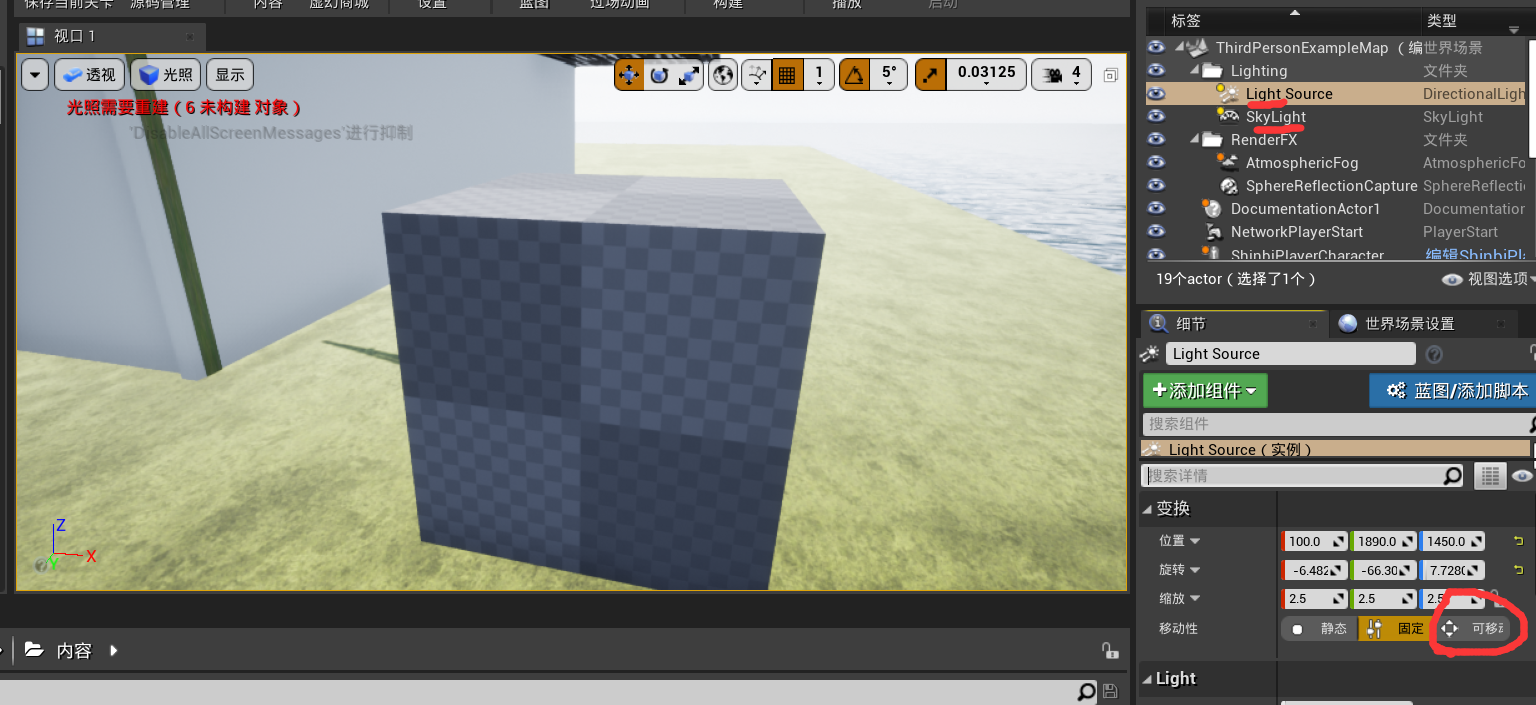 保存当前关卡 源码管理 内容 虚幻商城 设置 蓝图 过场动画 构建 播放 启动
视口 1
透视 光照 显示 1 5° 0.03125 4
光照需要重建 ( 6 未构建 对象 )
'DisableAllScreenMessages'进行抑制
Z
X
Y
内容
标签 类型
ThirdPersonExampleMap （ 编 世界场景
Lighting 文件夹
Light Source DirectionalLigh
SkyLight SkyLight
RenderFX 文件夹
AtmosphericFog AtmosphericFo
SphereReflectionCapture SphereReflecti
DocumentationActor1 Documentation
NetworkPlayerStart PlayerStart
ShinbiPlayerCharacter 编辑ShinbiPl
19个actor ( 选择了1个 ) 视图选项
细节 世界场景设置
Light Source
+添加组件 蓝图/添加脚本
搜索组件
Light Source ( 实例 )
搜索详情
变换
位置 100.0 1890.0 1450.0
旋转 -6.482 -66.30 7.728
缩放 2.5 2.5 2.5
移动性 静态 固定 可移
Light